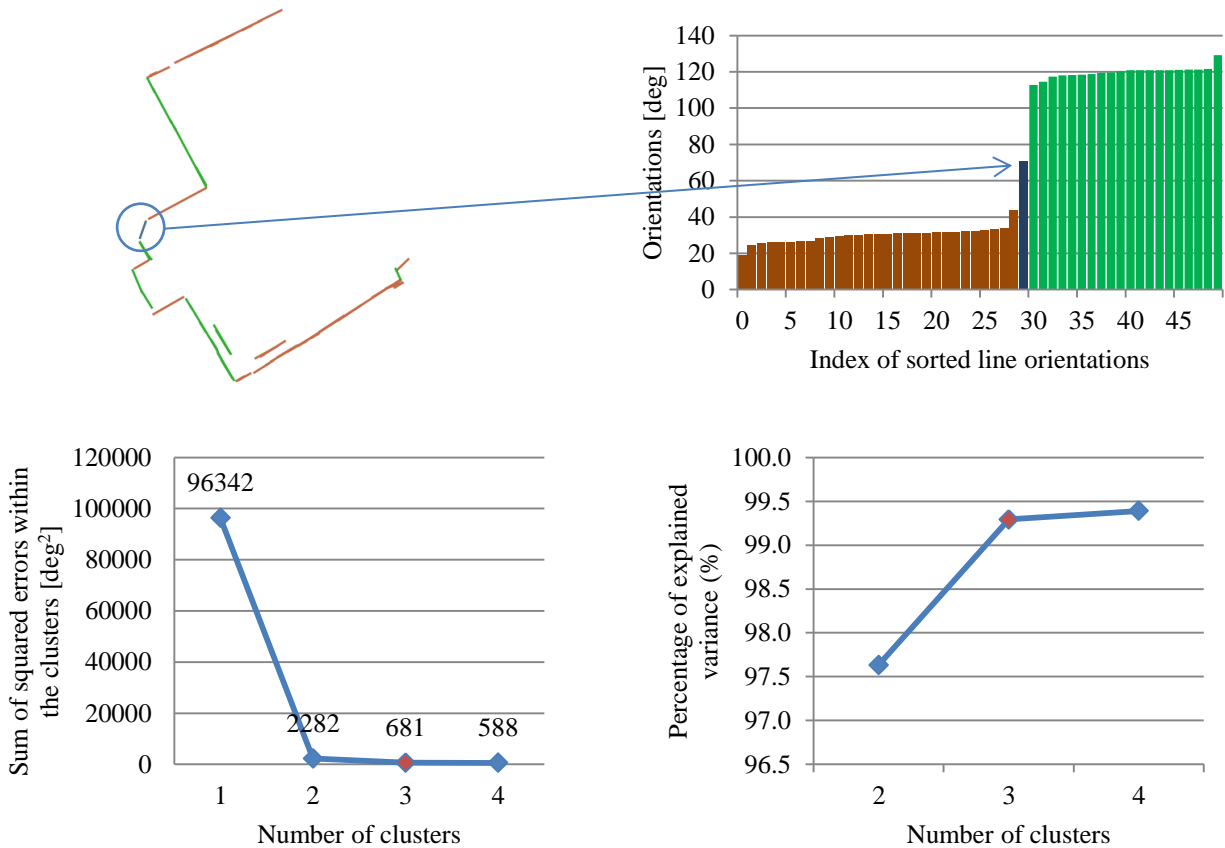 140
120
100
80
60
40
20
0
Orientations [deg]
0 5 10 15 20 25 30 35 40 45
Index of sorted line orientations
120000
100000
80000
60000
40000
20000
0
Sum of squared errors within
the clusters [deg²]
96342
2282
681
588
1 2 3 4
Number of clusters
100.0
99.5
99.0
98.5
98.0
97.5
97.0
96.5
Percentage of explained
variance (%)
2 3 4
Number of clusters